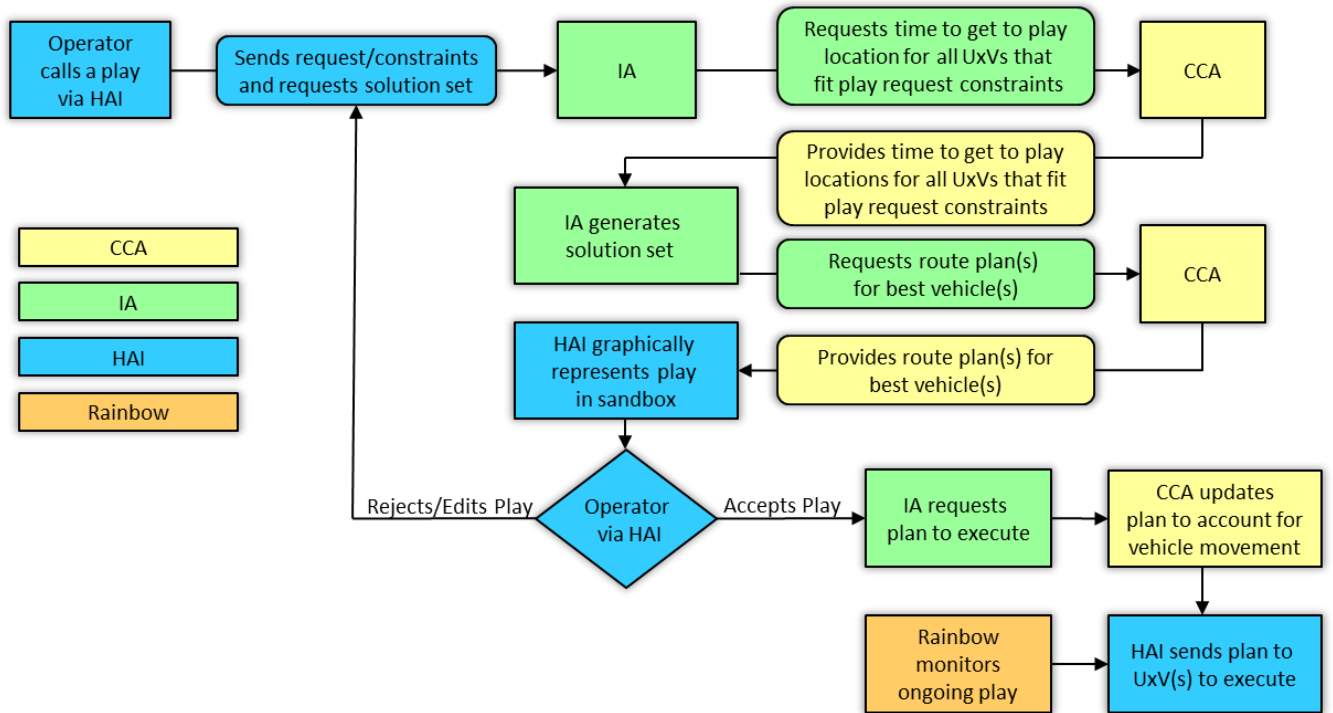 Operator
calls a play
via HAI
Sends request/constraints
and requests solution set
IA
Requests time to get to play
location for all UxVs that
fit play request constraints
CCA
Provides time to get to play
locations for all UxVs that fit
play request constraints
IA generates
solution set
Requests route plan(s)
for best vehicle(s)
CCA
CCA
IA
HAI
Rainbow
HAI graphically
represents play
in sandbox
Provides route plan(s) for
best vehicle(s)
Rejects/Edits Play
Operator
via HAI
Accepts Play
IA requests
plan to execute
CCA updates
plan to account for
vehicle movement
Rainbow
monitors
ongoing play
HAI sends plan to
UxV(s) to execute